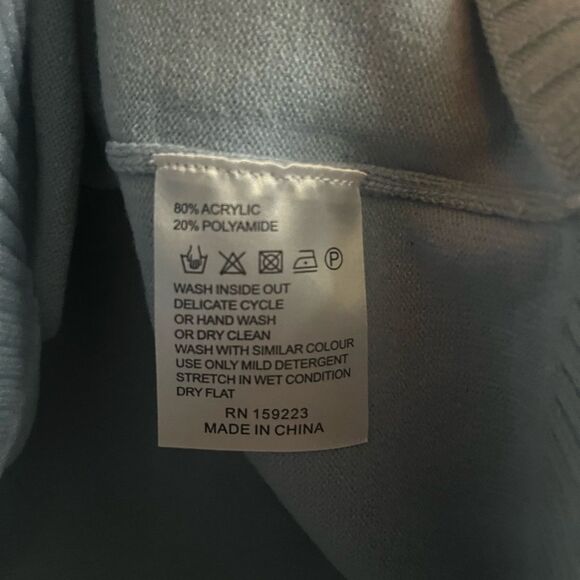 80% ACRYLIC
20% POLYAMIDE
P
WASH INSIDE OUT
DELICATE CYCLE
OR HAND WASH
OR DRY CLEAN
WASH WITH SIMILAR COLOUR
USE ONLY MILD DETERGENT
STRETCH IN WET CONDITION
DRY FLAT
RN 159223
MADE IN CHINA